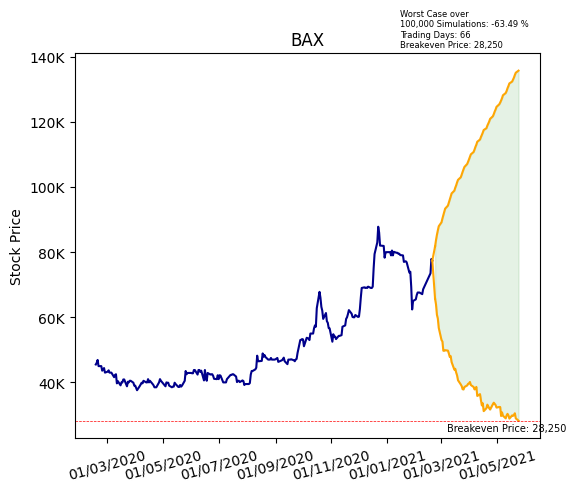 Worst Case over
100,000 Simulations: -63.49 %
Trading Days: 66
Breakeven Price: 28,250
BAX
140K
120K
100K
80K
60K
40K
Stock Price
Breakeven Price: 28,250
01/03/2020
01/05/2020
01/07/2020
01/09/2020
01/11/2020
01/01/2021
01/03/2021
01/05/2021